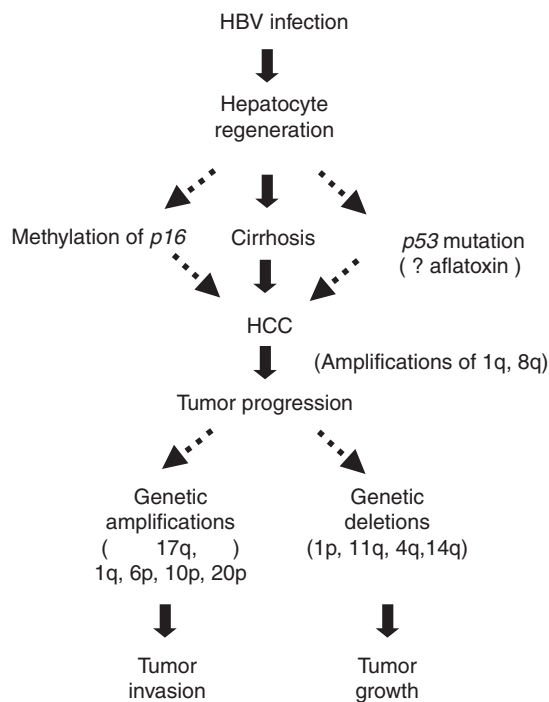 HBV infection
Hepatocyte
regeneration
Methylation of p16
Cirrhosis
p53 mutation
( ? aflatoxin )
HCC
(Amplifications of 1q, 8q)
Tumor progression
Genetic
amplifications
( 17q, )
1q, 6p, 10p, 20p
Genetic
deletions
(1p, 11q, 4q,14q)
Tumor
invasion
Tumor
growth